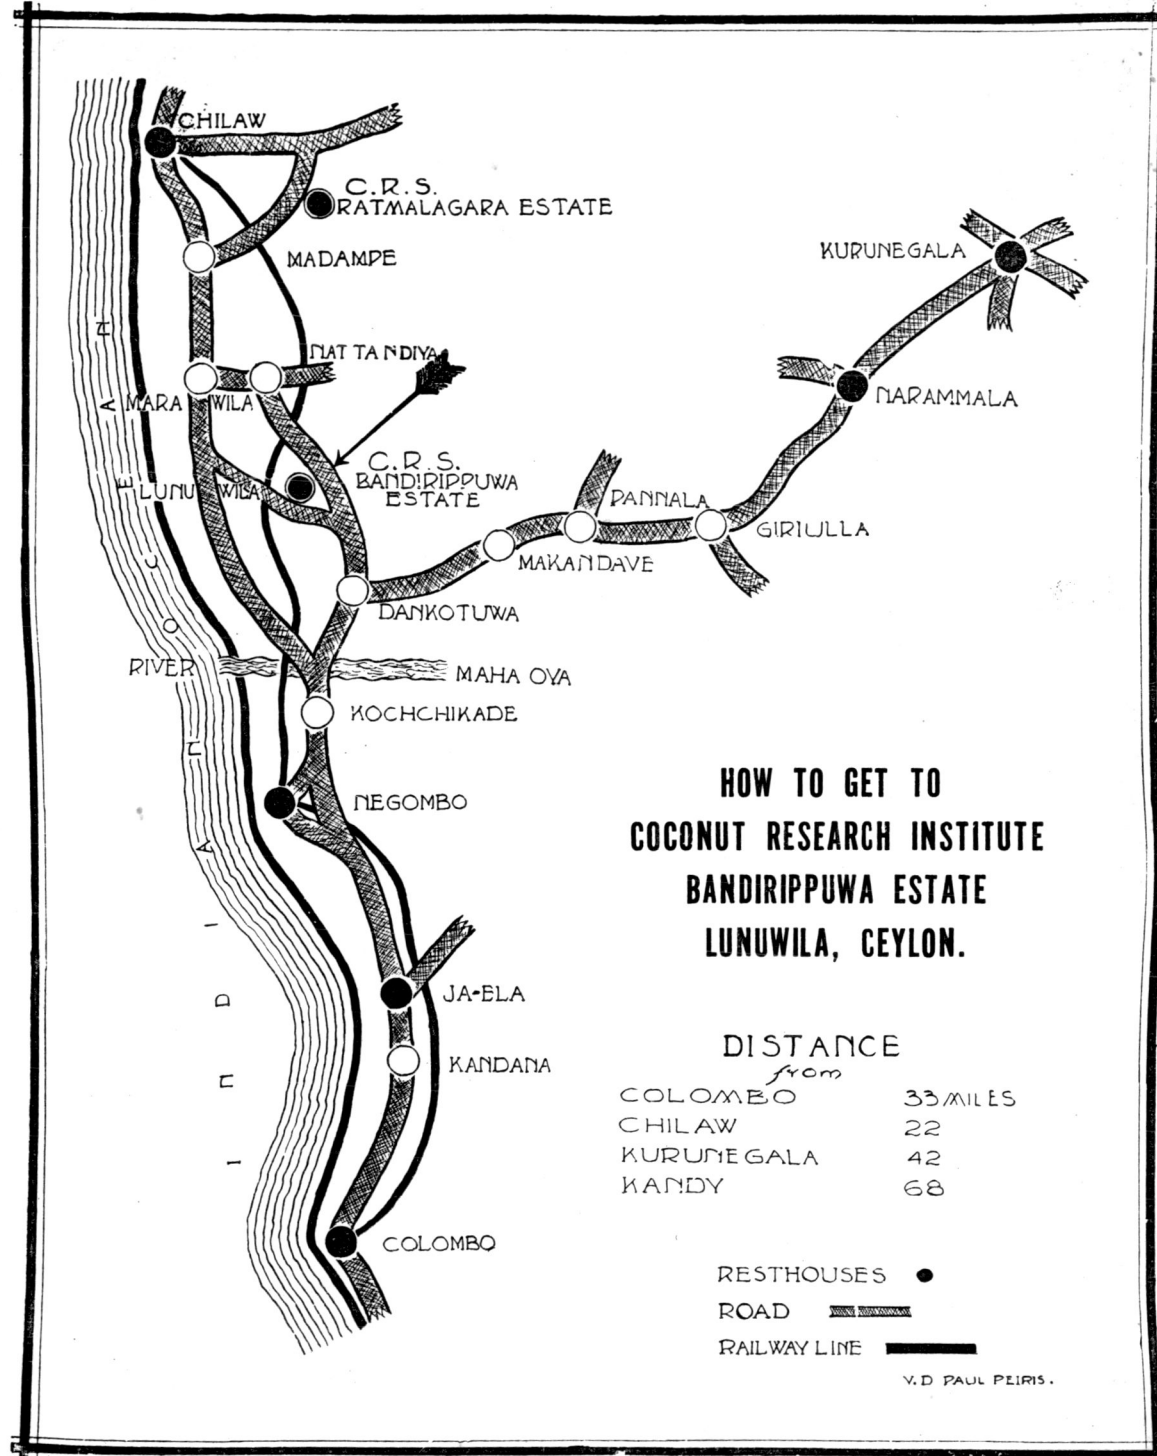 CHILAW
C.R.S.
RATMALAGARA ESTATE
MADAMPE
KURUNEGALA
NATTANDIYA
MARAWILA
NARAMMALA
C.R.S.
BANDIRIPPUWA
ESTATE
LUNUWILA
PANNALA
GIRIULLA
MAKANDAVE
DANKOTUWA
RIVER
MAHA OYA
KOCHCHIKADE
NEGOMBO
INDIAN OCEAN
HOW TO GET TO
COCONUT RESEARCH INSTITUTE
BANDIRIPPUWA ESTATE
LUNUWILA, CEYLON.
JA-ELA
KANDANA
DISTANCE
from
COLOMBO 33 MILES
CHILAW 22
KURUNEGALA 42
KANDY 68
COLOMBO
RESTHOUSES
ROAD
RAILWAY LINE
V.D PAUL PEIRIS.